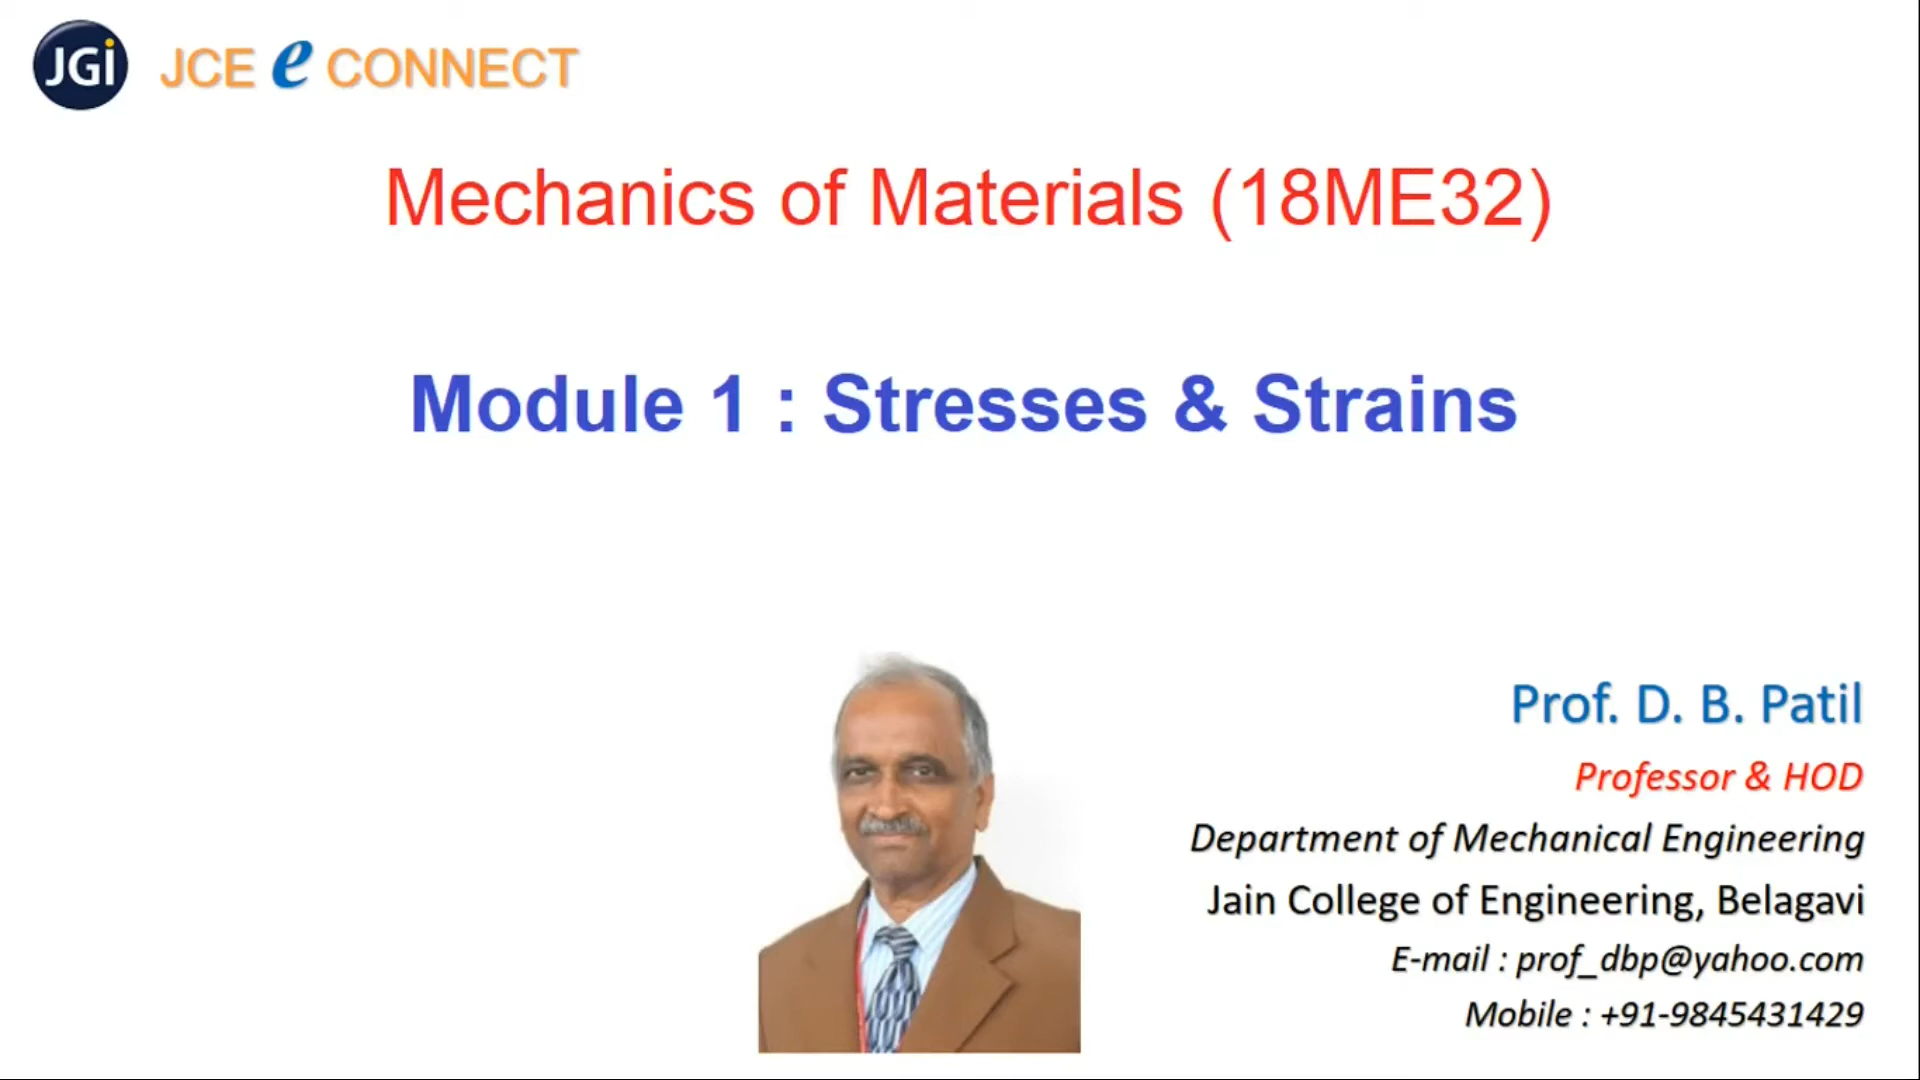 JGi JCE e CONNECT
Mechanics of Materials (18ME32)
Module 1 : Stresses & Strains
Prof. D. B. Patil
Professor & HOD
Department of Mechanical Engineering
Jain College of Engineering, Belagavi
E-mail : prof_dbp@yahoo.com
Mobile : +91-9845431429